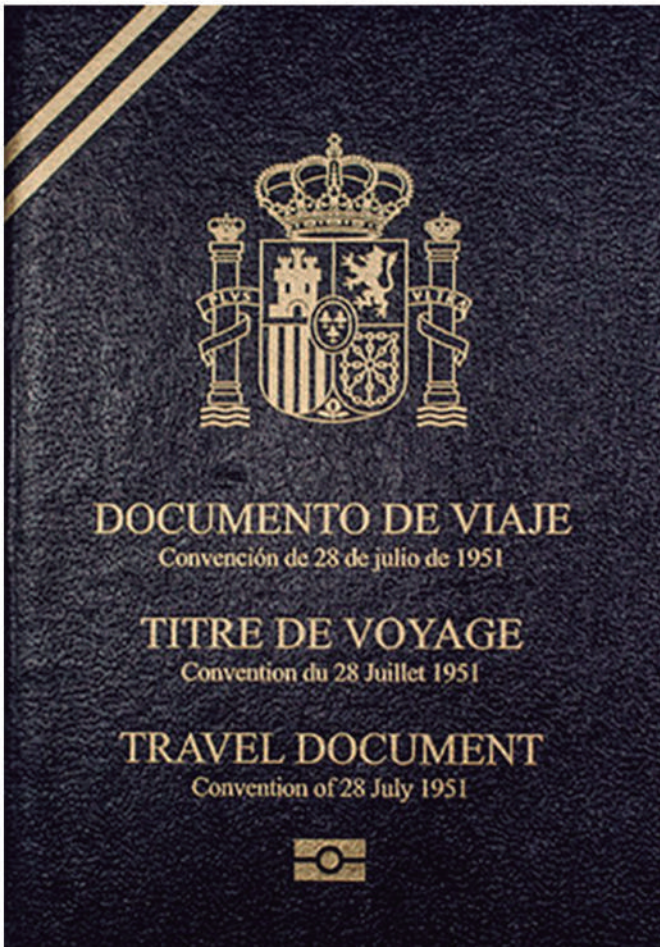 PLVS VLTRA
DOCUMENTO DE VIAJE
Convención de 28 de julio de 1951
TITRE DE VOYAGE
Convention du 28 Juillet 1951
TRAVEL DOCUMENT
Convention of 28 July 1951